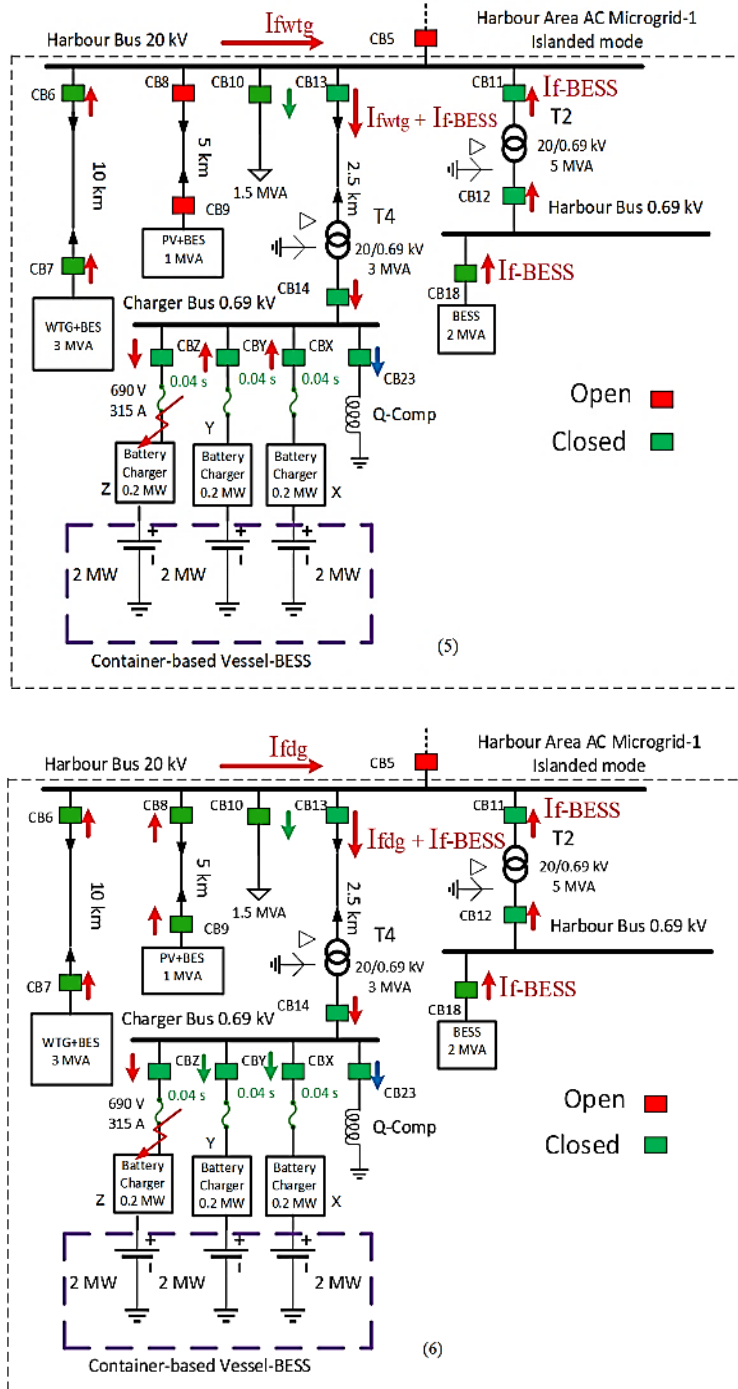 Harbour Bus 20 kV
Ifwtg
CB5
Harbour Area AC Microgrid-1
Islanded mode
CB6
CB8
CB10
CB13
CB11
If-BESS
Ifwtg + If-BESS
T2
20/0.69 kV
5 MVA
10 km
5 km
2.5 km
1.5 MVA
CB9
CB12
Harbour Bus 0.69 kV
PV+BES
1 MVA
T4
20/0.69 kV
3 MVA
CB7
CB14
If-BESS
CB18
WTG+BES
3 MVA
Charger Bus 0.69 kV
BESS
2 MVA
CBZ
CBY
CBX
CB23
690 V
315 A
0.04 s
0.04 s
0.04 s
Q-Comp
Open
Closed
Y
Battery
Charger
0.2 MW
Battery
Charger
0.2 MW
Battery
Charger
0.2 MW
Z
X
+
+
+
2 MW
2 MW
2 MW
Container-based Vessel-BESS
(5)
Harbour Bus 20 kV
Ifdg
CB5
Harbour Area AC Microgrid-1
Islanded mode
CB6
CB8
CB10
CB13
CB11
If-BESS
Ifdg + If-BESS
T2
20/0.69 kV
5 MVA
10 km
5 km
2.5 km
1.5 MVA
CB9
CB12
Harbour Bus 0.69 kV
PV+BES
1 MVA
T4
20/0.69 kV
3 MVA
CB7
CB14
If-BESS
CB18
WTG+BES
3 MVA
Charger Bus 0.69 kV
BESS
2 MVA
CBZ
CBY
CBX
CB23
690 V
315 A
0.04 s
0.04 s
0.04 s
Q-Comp
Open
Closed
Y
Battery
Charger
0.2 MW
Battery
Charger
0.2 MW
Battery
Charger
0.2 MW
Z
X
+
+
+
2 MW
2 MW
2 MW
Container-based Vessel-BESS
(6)